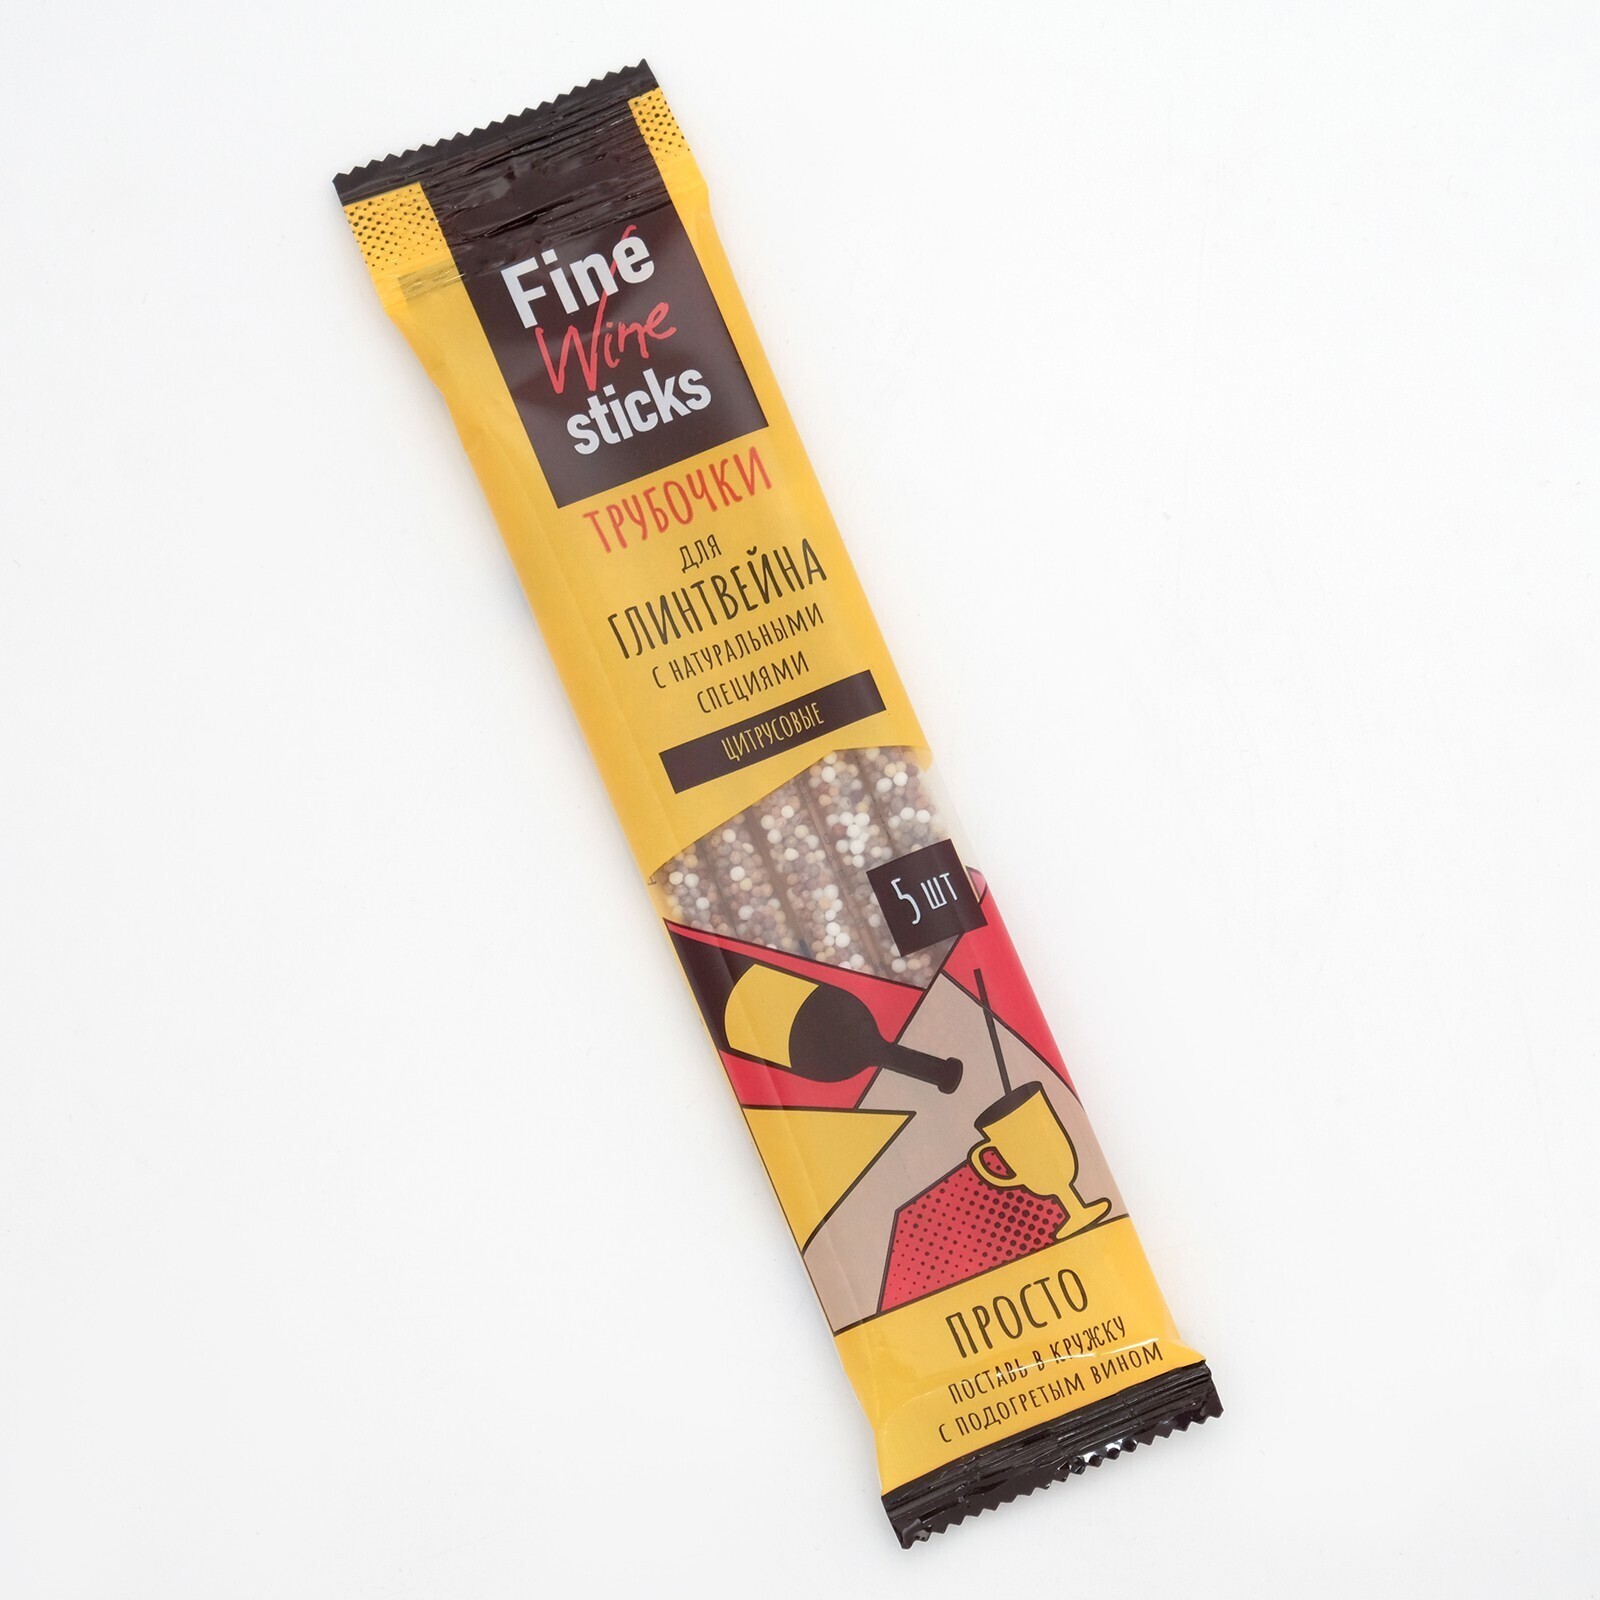 Fine
Wine
sticks
ТРУБОЧКИ
ДЛЯ
ГЛИНТВЕЙНА
С НАТУРАЛЬНЫМИ
СПЕЦИЯМИ
ЦИТРУСОВЫЕ
5 ШТ
ПРОСТО
ПОСТАВЬ В КРУЖКУ
С ПОДОГРЕТЫМ ВИНОМ